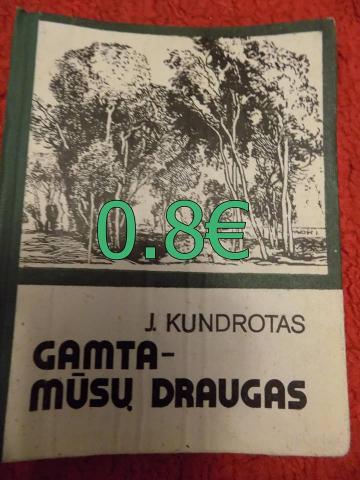 0.8€
J. KUNDROTAS
GAMTA-
MŪSŲ DRAUGAS